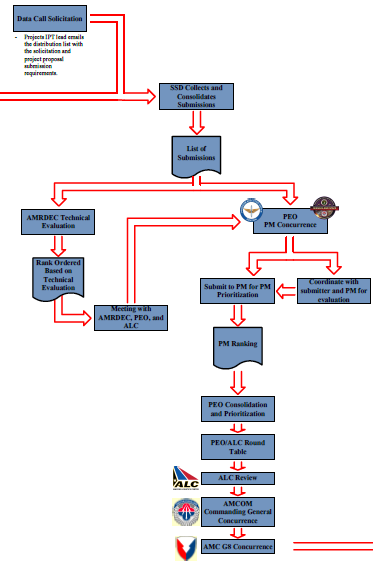 Data Call Solicitation
- Projects IPT lead emails
the distribution list with
the solicitation and
project proposal
submission
requirements.
SSD Collects and
Consolidates
Submissions
List of
Submissions
AMRDEC Technical
Evaluation
PEO
PM Concurrence
Rank Ordered
Based on
Technical
Evaluation
Meeting with
AMRDEC, PEO, and
ALC
Submit to PM for PM
Prioritization
Coordinate with
submitter and PM for
evaluation
PM Ranking
PEO Consolidation
and Prioritization
PEO/ALC Round
Table
ALC
ALC Review
AMCOM
Commanding General
Concurrence
AMC G8 Concurrence